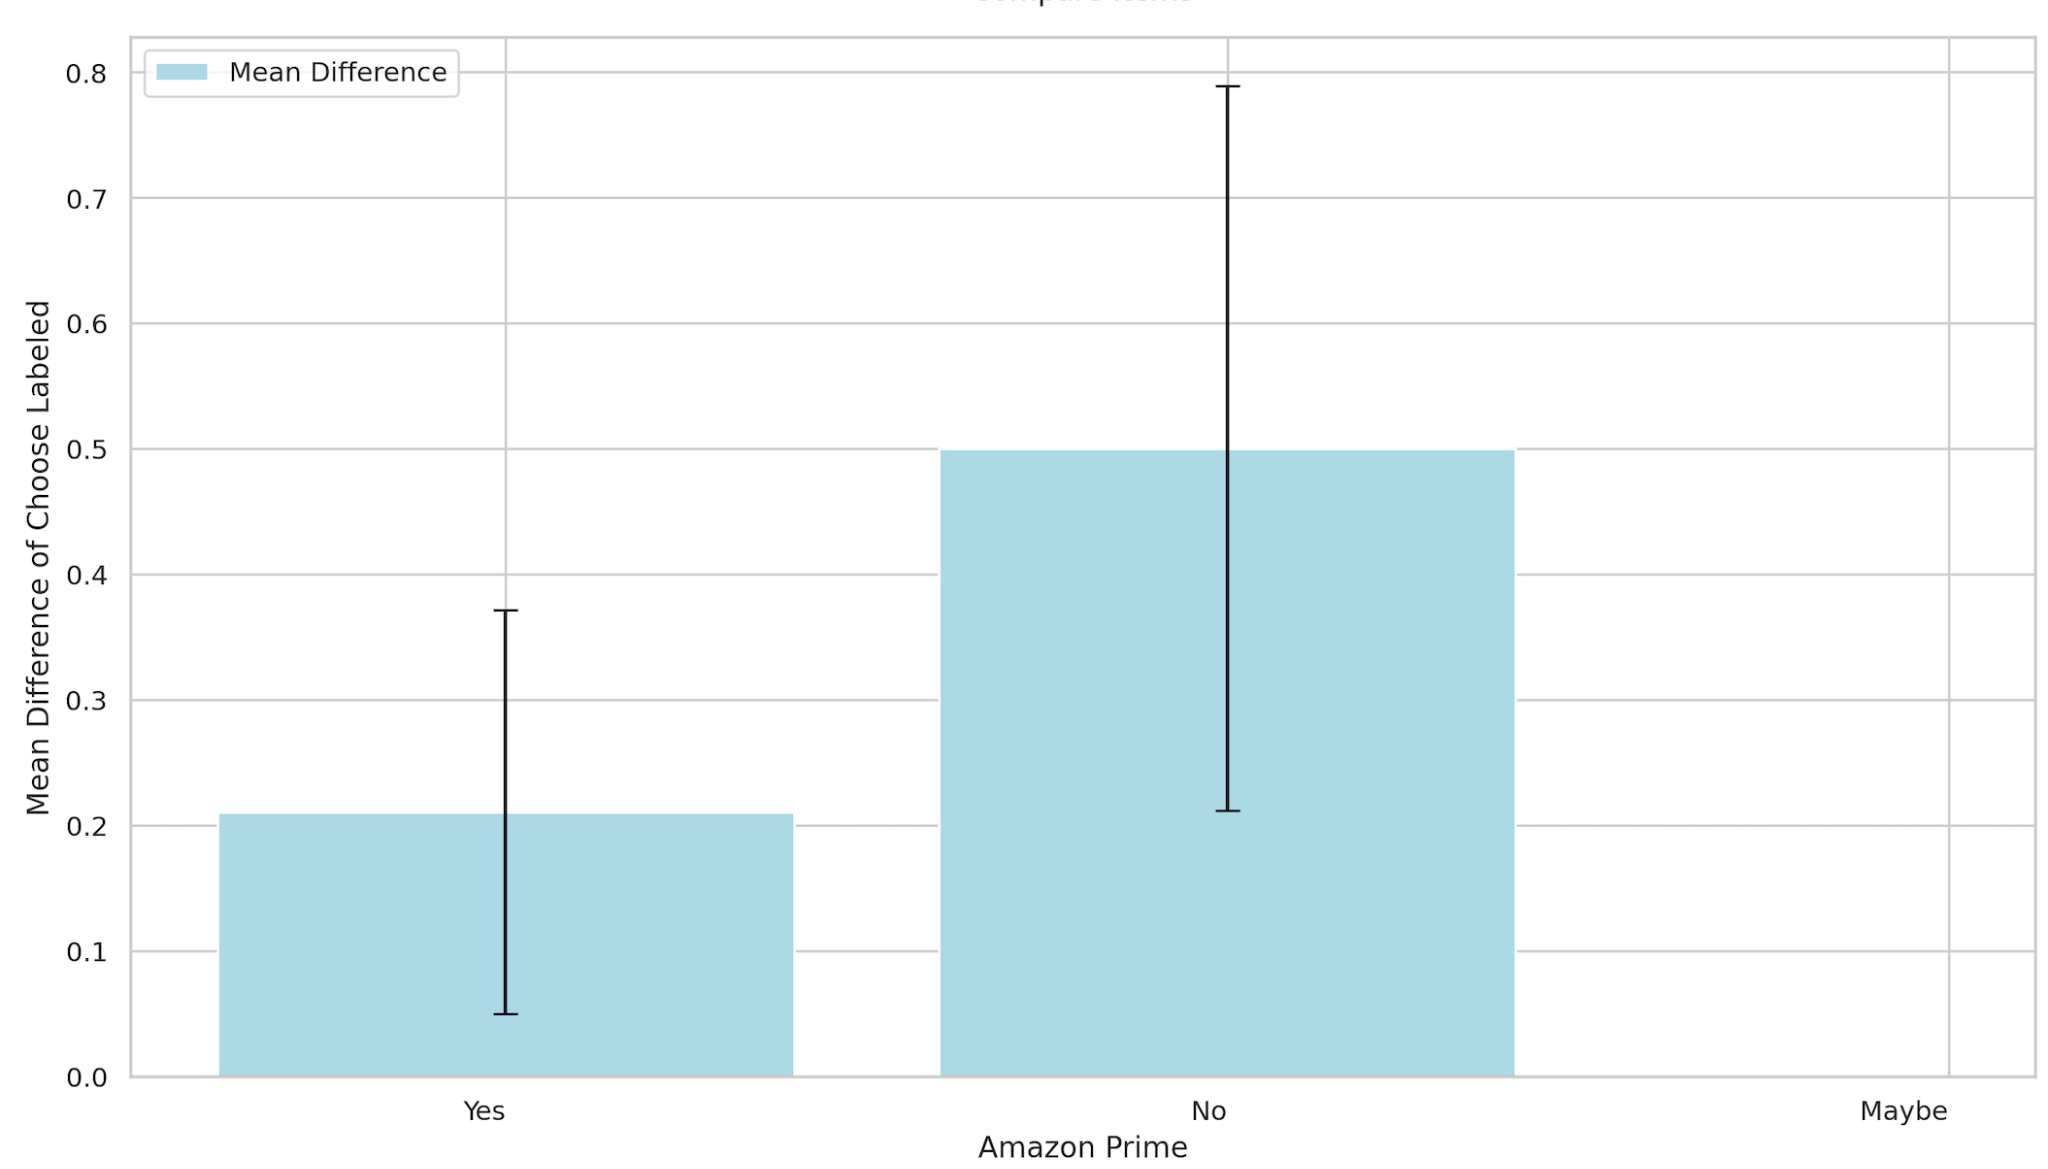 Mean Difference
0.8
0.7
0.6
0.5
0.4
0.3
0.2
0.1
0.0
Mean Difference of Choose Labeled
Yes
No
Maybe
Amazon Prime